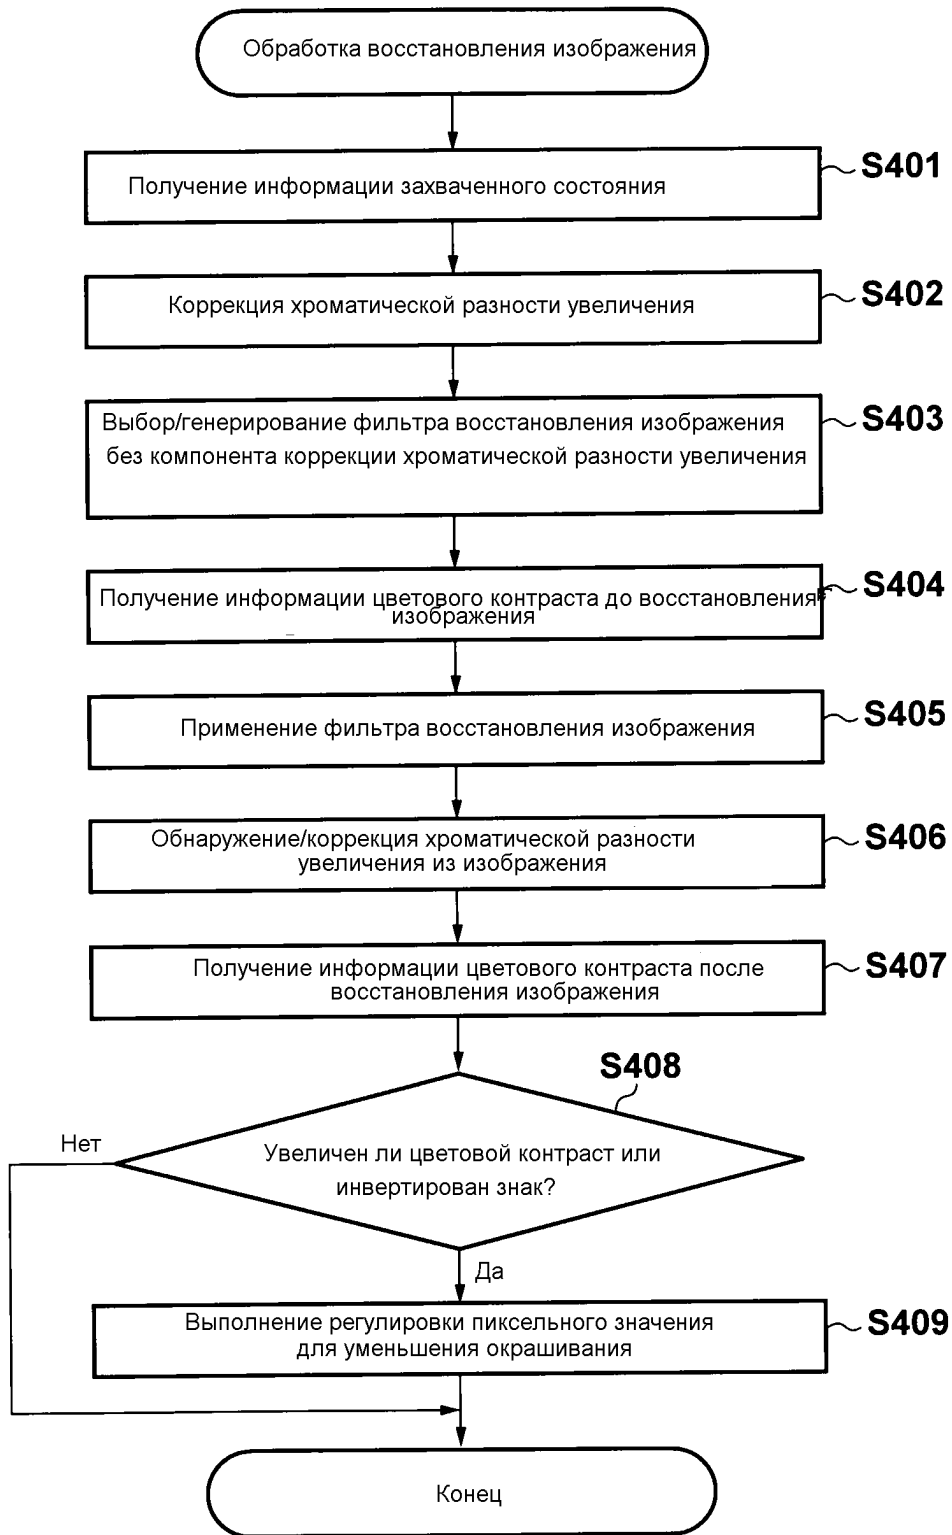 Обработка восстановления изображения
Получение информации захваченного состояния
S401
Коррекция хроматической разности увеличения
S402
Выбор/генерирование фильтра восстановления изображения
без компонента коррекции хроматической разности увеличения
S403
Получение информации цветового контраста до восстановления
изображения
S404
Применение фильтра восстановления изображения
S405
Обнаружение/коррекция хроматической разности
увеличения из изображения
S406
Получение информации цветового контраста после
восстановления изображения
S407
S408
Нет
Увеличен ли цветовой контраст или
инвертирован знак?
Да
Выполнение регулировки пиксельного значения
для уменьшения окрашивания
S409
Конец